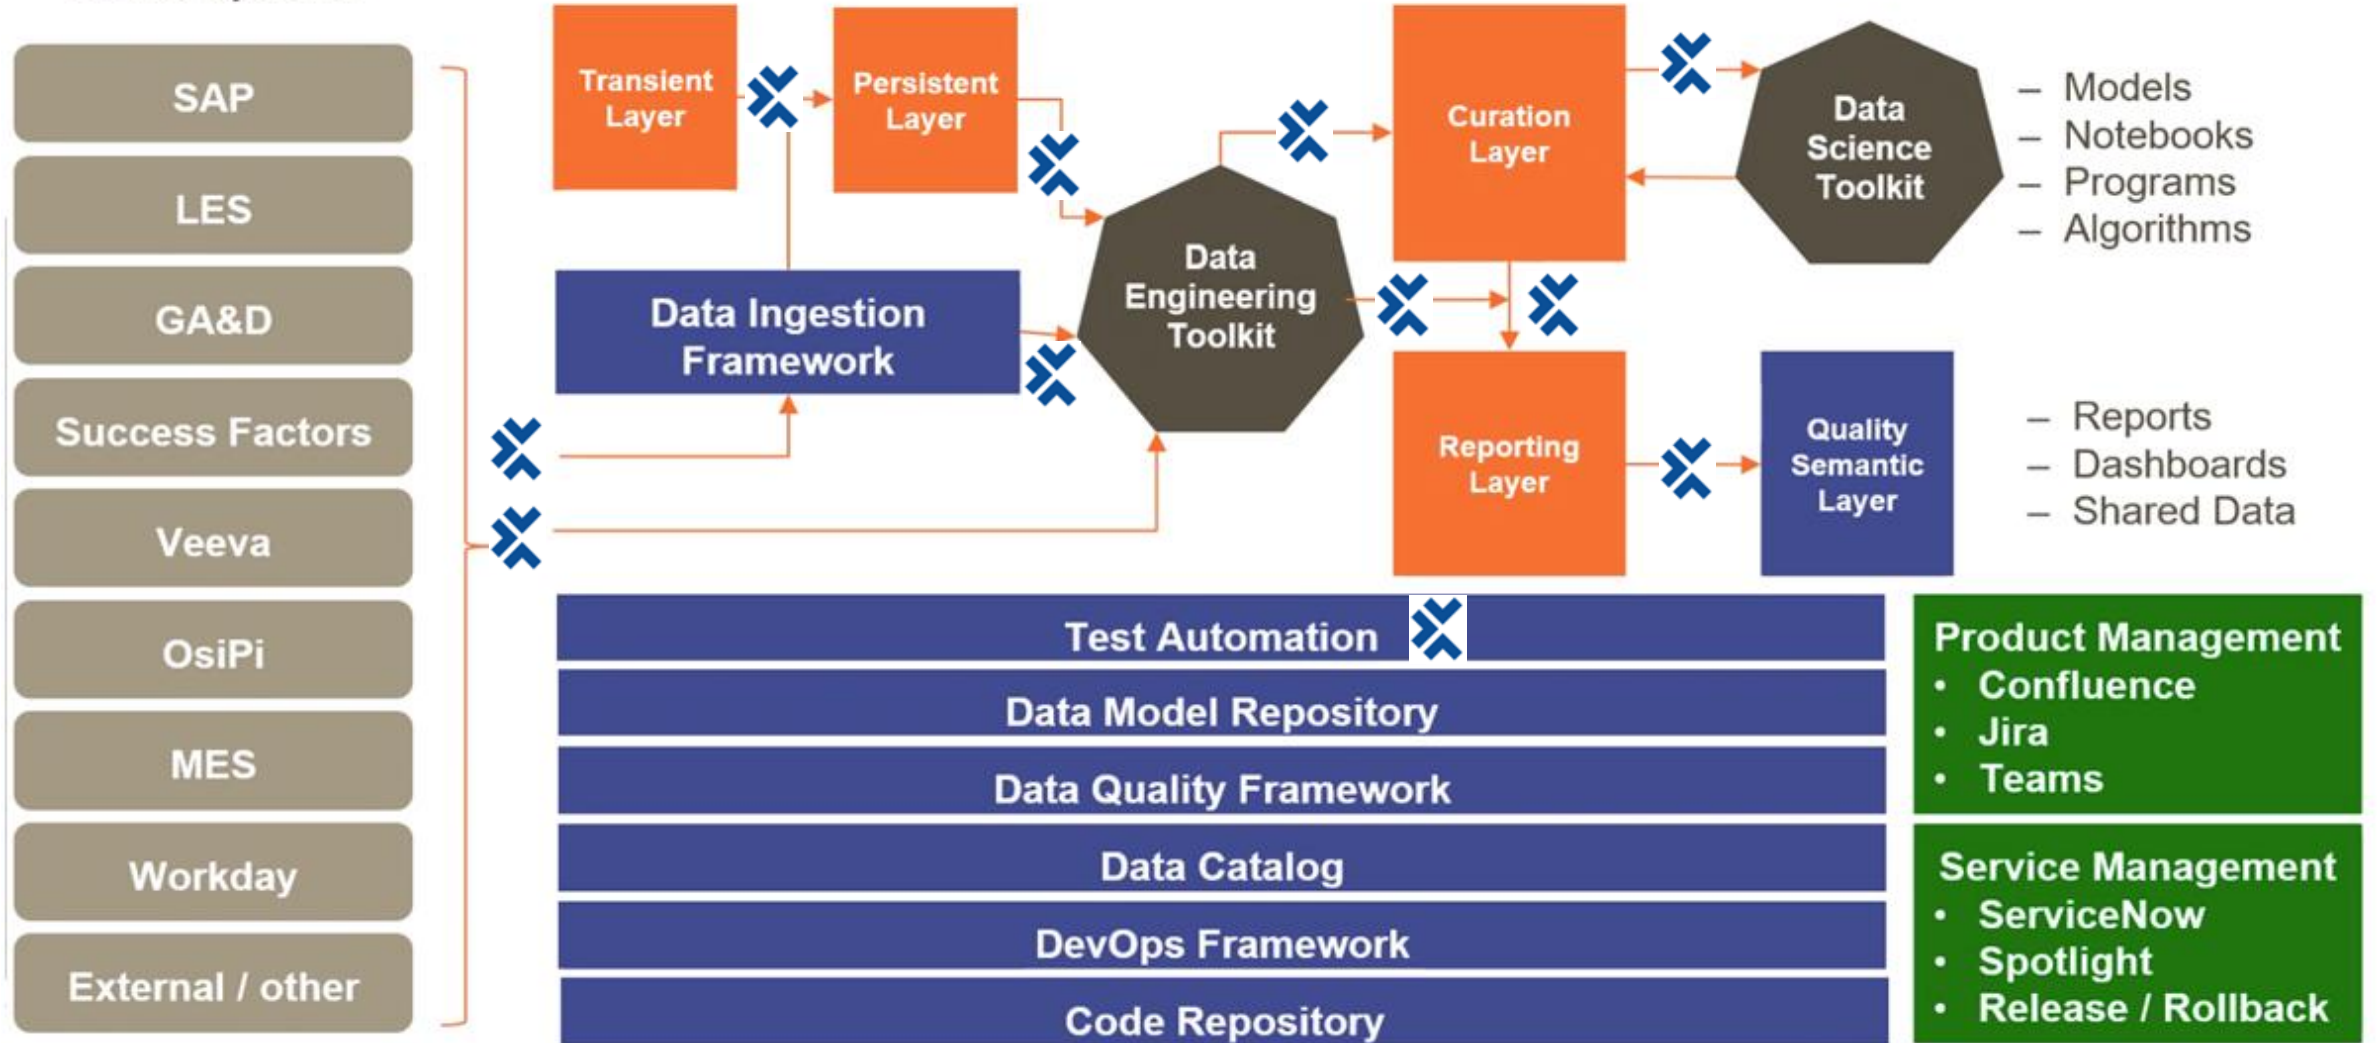 SAP
LES
GA&D
Success Factors
Veeva
OsiPi
MES
Workday
External / other
Transient
Layer
Persistent
Layer
Data Ingestion
Framework
Data
Engineering
Toolkit
Curation
Layer
Data
Science
Toolkit
– Models
– Notebooks
– Programs
– Algorithms
Reporting
Layer
Quality
Semantic
Layer
– Reports
– Dashboards
– Shared Data
Test Automation
Data Model Repository
Data Quality Framework
Data Catalog
DevOps Framework
Code Repository
Product Management
• Confluence
• Jira
• Teams
Service Management
• ServiceNow
• Spotlight
• Release / Rollback